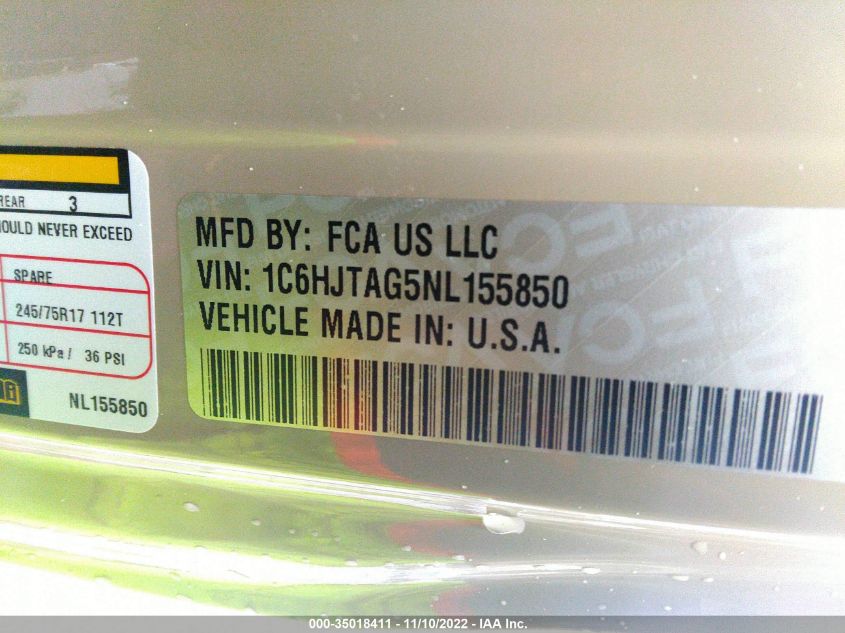 REAR 3
OULD NEVER EXCEED
SPARE
245/75R17 112T
250 kPa / 36 PSI
NL155850
MFD BY: FCA US LLC
VIN: 1C6HJTAG5NL155850
VEHICLE MADE IN: U.S.A.
000-35018411 - 11/10/2022 - IAA Inc.